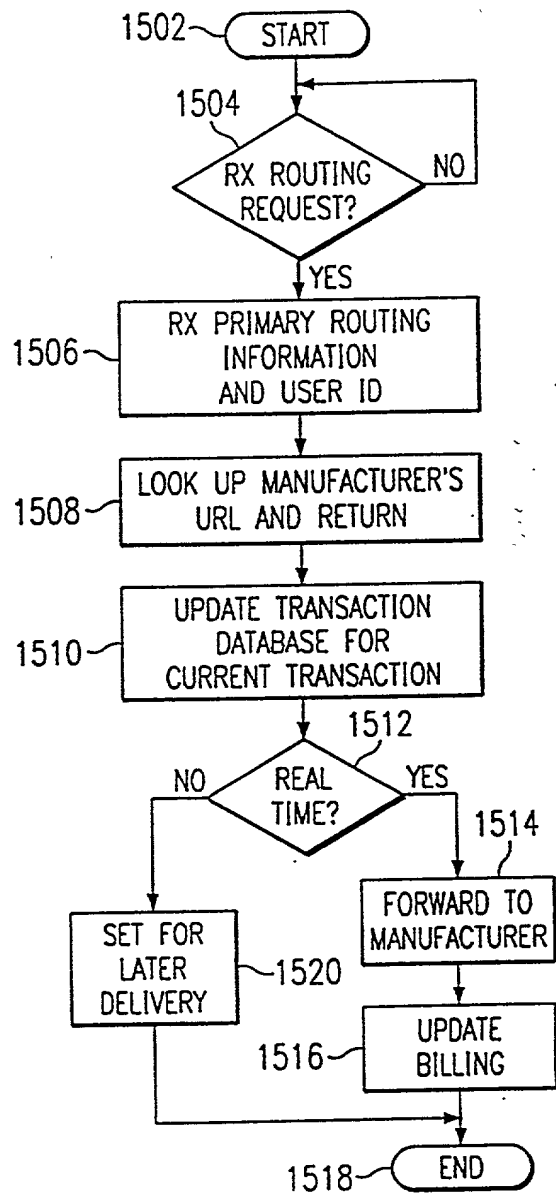 1502
START
1504
RX ROUTING
REQUEST?
NO
YES
1506
RX PRIMARY ROUTING
INFORMATION
AND USER ID
1508
LOOK UP MANUFACTURER'S
URL AND RETURN
1510
UPDATE TRANSACTION
DATABASE FOR
CURRENT TRANSACTION
1512
NO
REAL
TIME?
YES
1514
FORWARD TO
MANUFACTURER
SET FOR
LATER
DELIVERY
1520
1516
UPDATE
BILLING
1518
END